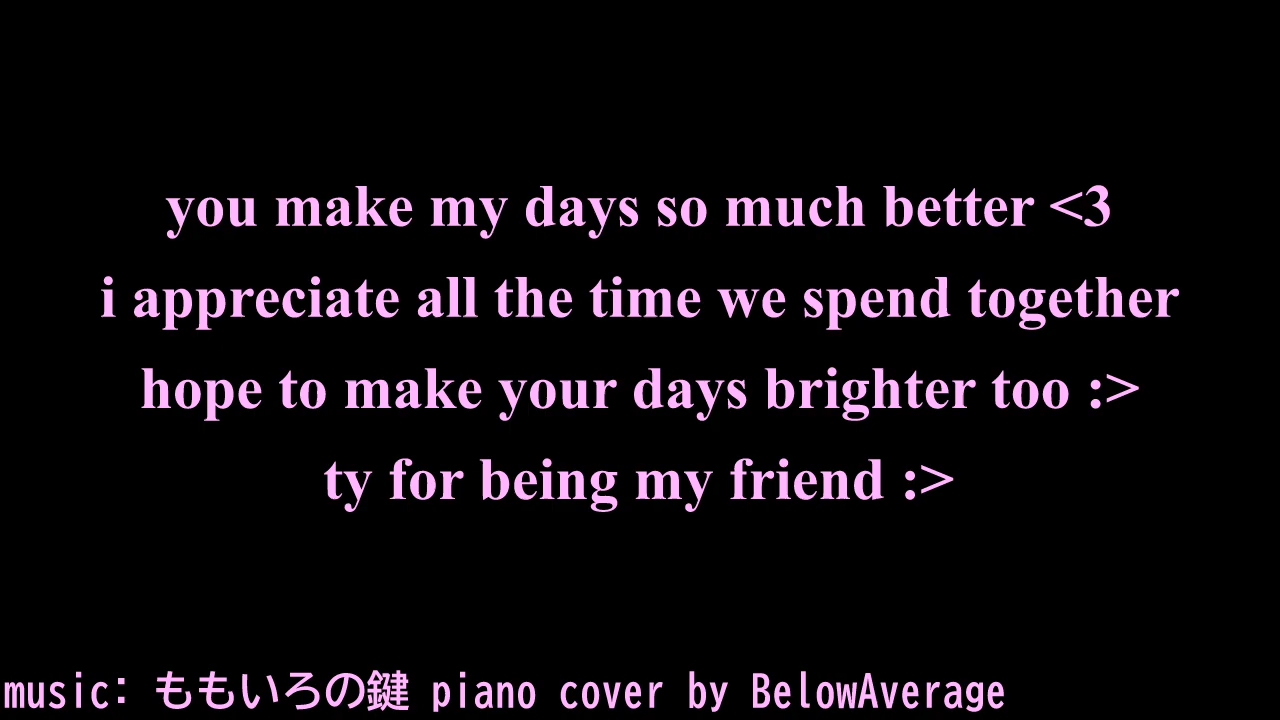 you make my days so much better <3
i appreciate all the time we spend together
hope to make your days brighter too :>
ty for being my friend :>
music: ももいろの鍵 piano cover by BelowAverage